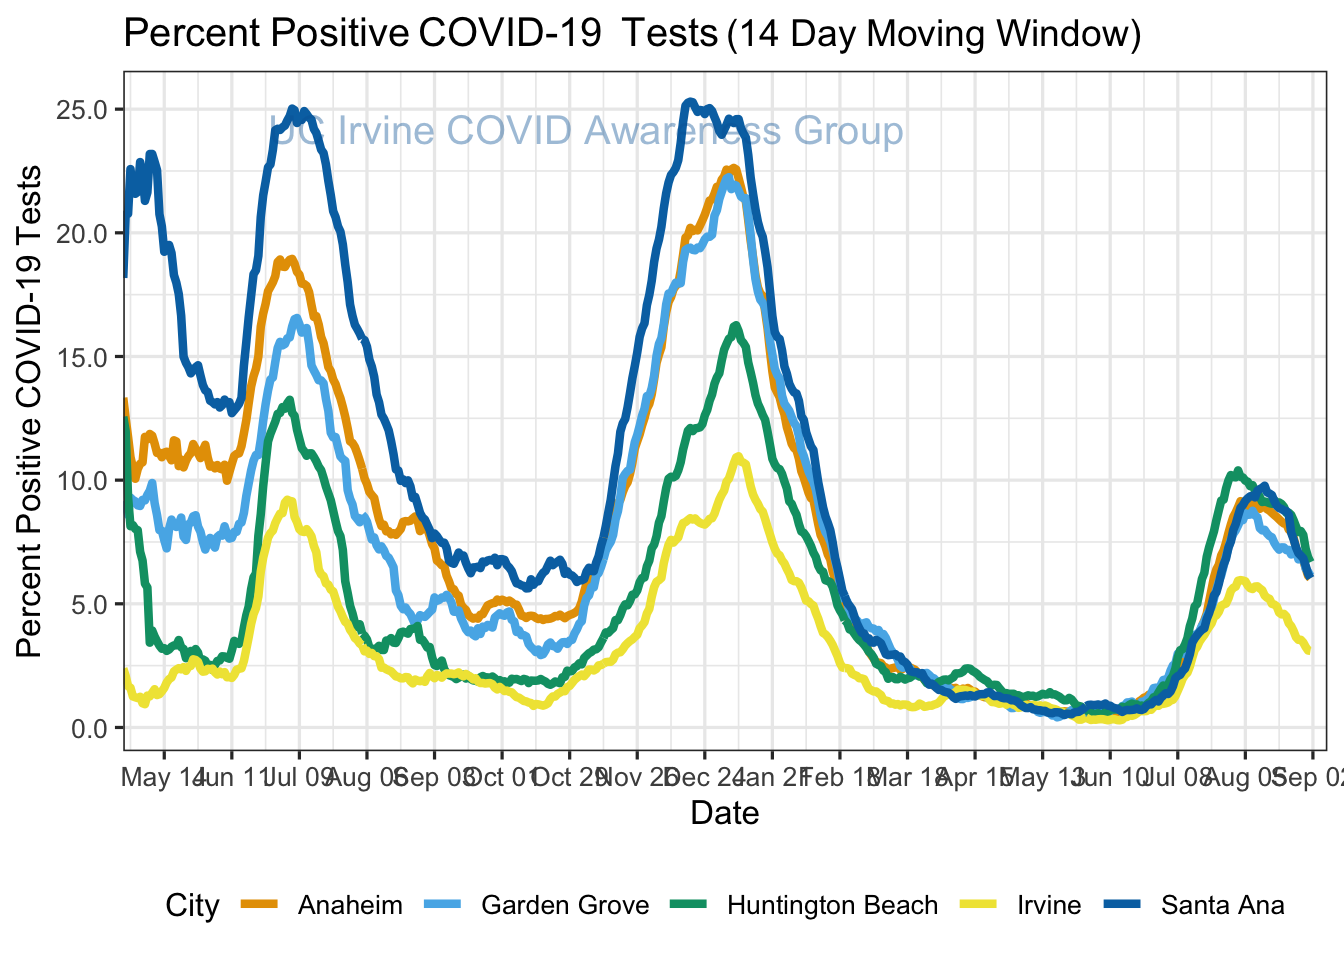 Percent Positive COVID-19 Tests (14 Day Moving Window)
UC Irvine COVID Awareness Group
Percent Positive COVID-19 Tests
25.0
20.0
15.0
10.0
5.0
0.0
May 14 Jun 11 Jul 09 Aug 06 Sep 03 Oct 01 Oct 29 Nov 26 Dec 24 Jan 21 Feb 18 Mar 18 Apr 15 May 13 Jun 10 Jul 08 Aug 05 Sep 02
Date
City Anaheim Garden Grove Huntington Beach Irvine Santa Ana